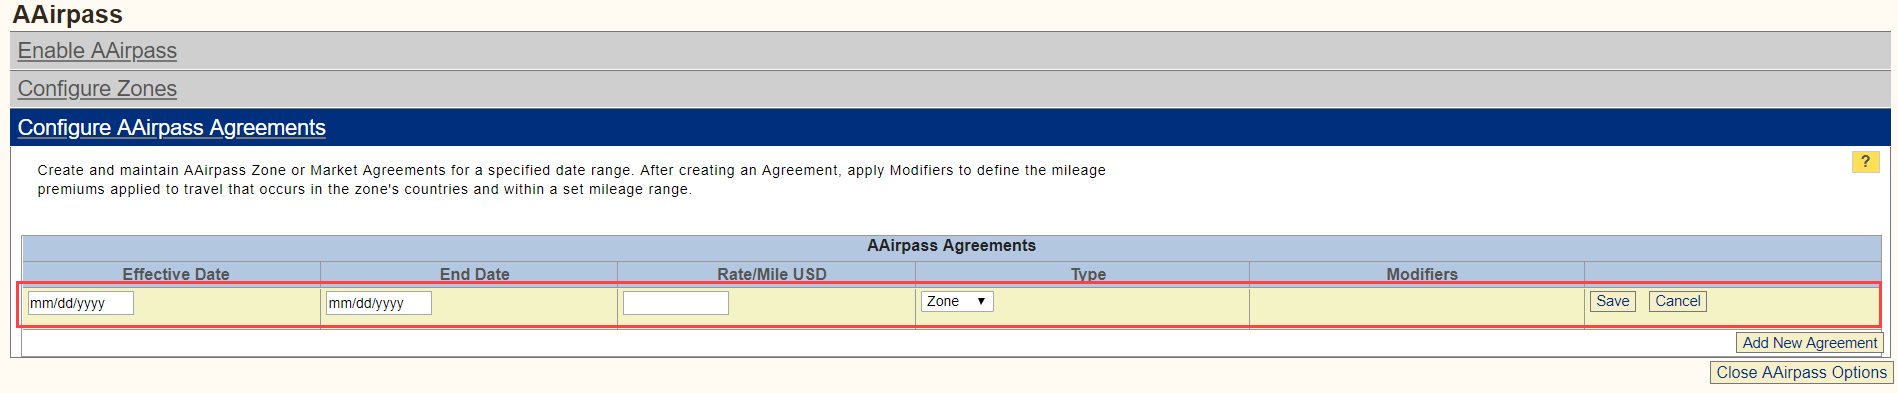 AAirpass
Enable AAirpass
Configure Zones
Configure AAirpass Agreements
Create and maintain AAirpass Zone or Market Agreements for a specified date range. After creating an Agreement, apply Modifiers to define the mileage
premiums applied to travel that occurs in the zone's countries and within a set mileage range.
?
AAirpass Agreements
Effective Date End Date Rate/Mile USD Type Modifiers
mm/dd/yyyy mm/dd/yyyy Zone ▼ Save Cancel
Add New Agreement
Close AAirpass Options